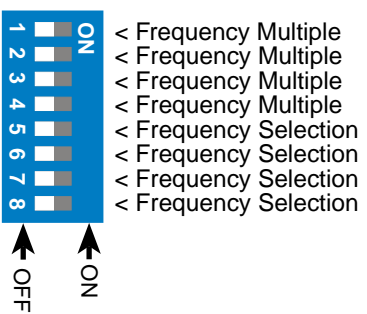 1 ON < Frequency Multiple
2 < Frequency Multiple
3 < Frequency Multiple
4 < Frequency Multiple
5 < Frequency Selection
6 < Frequency Selection
7 < Frequency Selection
8 < Frequency Selection
OFF ON